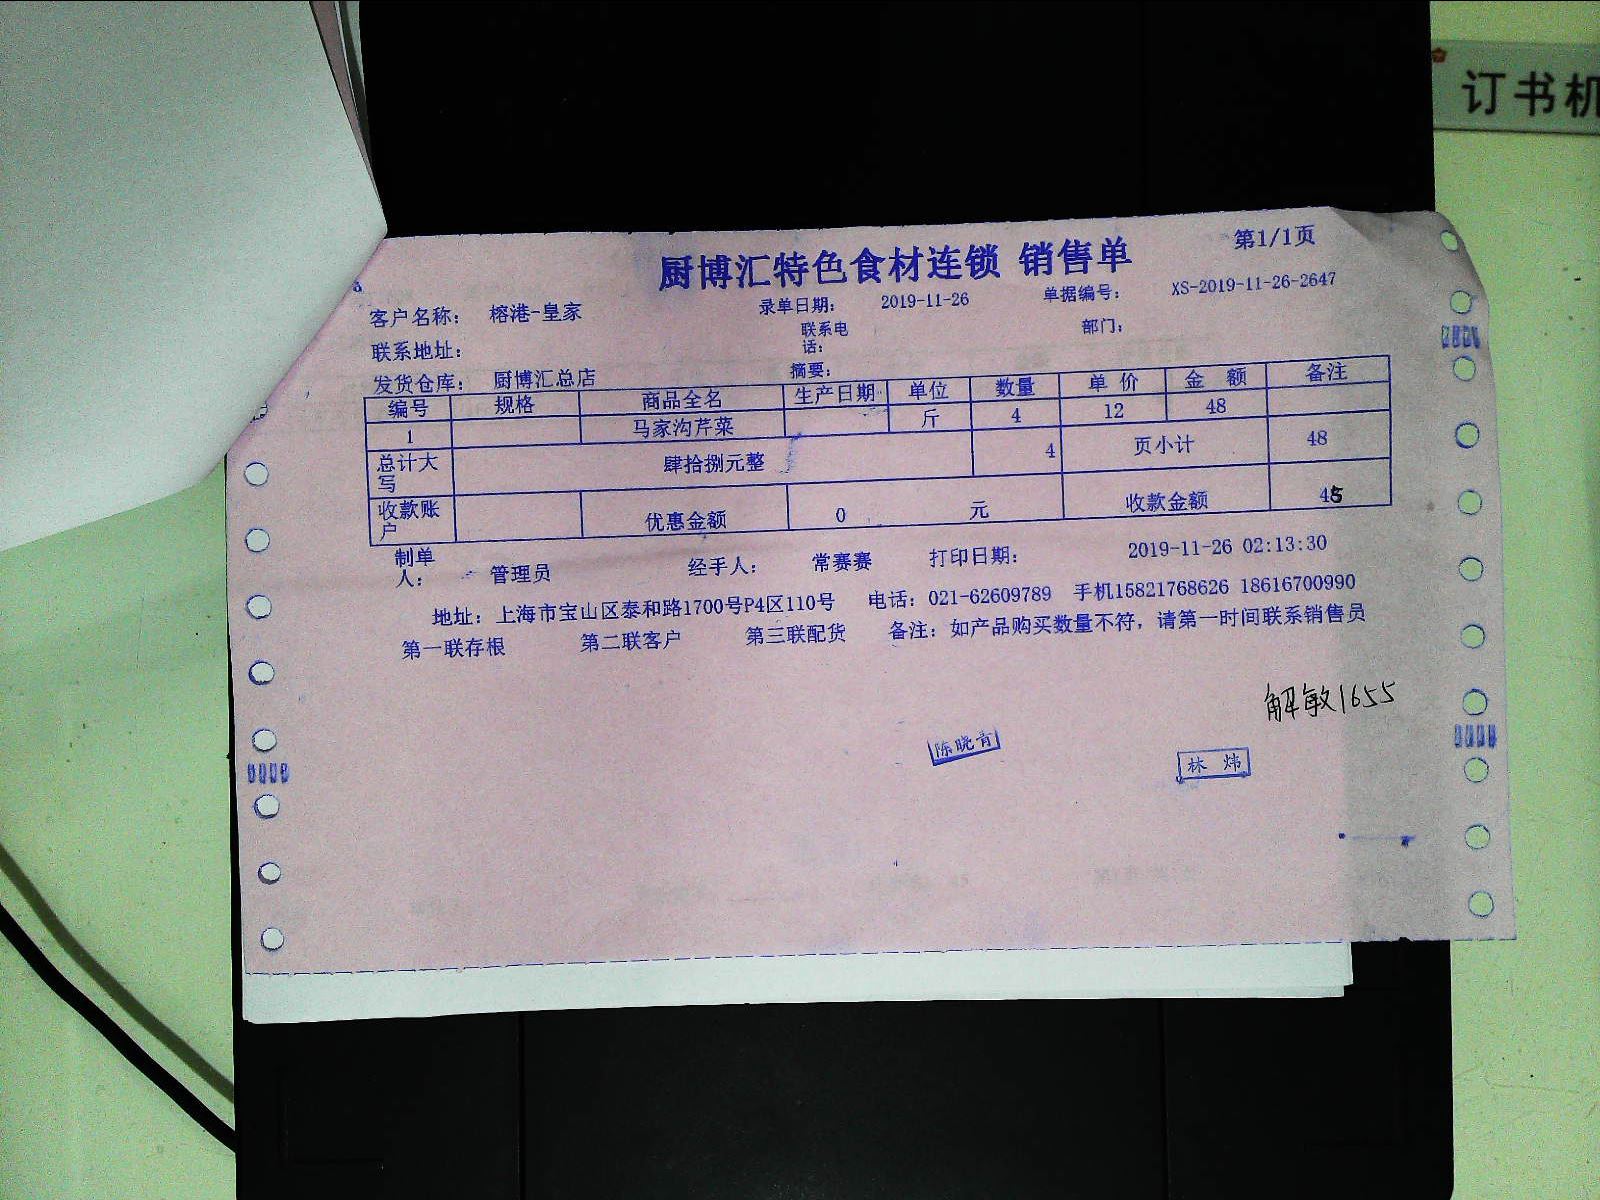 订书机
厨博汇特色食材连锁 销售单
第1/1页
客户名称： 榕港-皇家 录单日期： 2019-11-26 单据编号： XS-2019-11-26-2647
联系地址： 联系电话： 部门：
发货仓库： 厨博汇总店 摘要：
编号 规格 商品全名 生产日期 单位 数量 单 价 金 额 备注
1 马家沟芹菜 斤 4 12 48
总计大写 肆拾捌元整 4 页小计 48
收款账户 优惠金额 0 元 收款金额
制单人： 管理员 经手人： 常赛赛 打印日期： 2019-11-26 02:13:30
地址：上海市宝山区泰和路1700号P4区110号 电话：021-62609789 手机15821768626 18616700990
第一联存根 第二联客户 第三联配货 备注：如产品购买数量不符，请第一时间联系销售员
解敏1655
陈晓青
林 炜